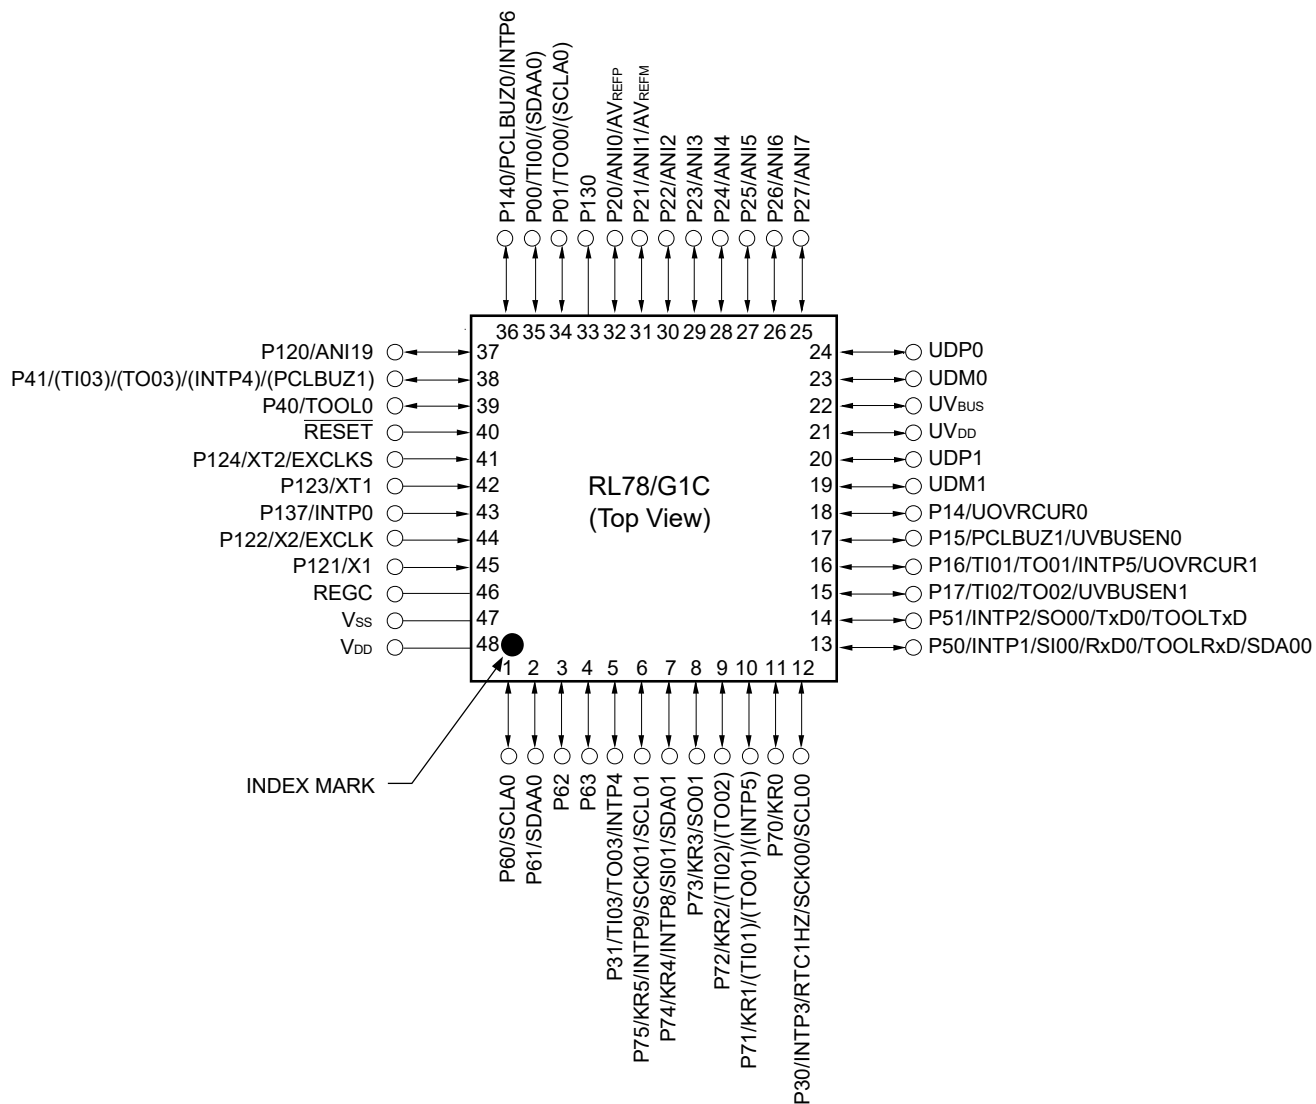 P140/PCLBUZ0/INTP6
P00/TI00/(SDAA0)
P01/TO00/(SCLA0)
P130
P20/ANI0/AVREFP
P21/ANI1/AVREFM
P22/ANI2
P23/ANI3
P24/ANI4
P25/ANI5
P26/ANI6
P27/ANI7
36 35 34 33 32 31 30 29 28 27 26 25
P120/ANI19 37
P41/(TI03)/(TO03)/(INTP4)/(PCLBUZ1) 38
P40/TOOL0 39
RESET 40
P124/XT2/EXCLKS 41
P123/XT1 42
P137/INTP0 43
P122/X2/EXCLK 44
P121/X1 45
REGC 46
VSS 47
VDD 48
RL78/G1C
(Top View)
24 UDP0
23 UDM0
22 UVBUS
21 UVDD
20 UDP1
19 UDM1
18 P14/UOVRCUR0
17 P15/PCLBUZ1/UVBUSEN0
16 P16/TI01/TO01/INTP5/UOVRCUR1
15 P17/TI02/TO02/UVBUSEN1
14 P51/INTP2/SO00/TxD0/TOOLTxD
13 P50/INTP1/SI00/RxD0/TOOLRxD/SDA00
1 2 3 4 5 6 7 8 9 10 11 12
INDEX MARK
P60/SCLA0
P61/SDAA0
P62
P63
P31/TI03/TO03/INTP4
P75/KR5/INTP9/SCK01/SCL01
P74/KR4/INTP8/SI01/SDA01
P73/KR3/SO01
P72/KR2/(TI02)/(TO02)
P71/KR1/(TI01)/(TO01)/(INTP5)
P70/KR0
P30/INTP3/RTC1HZ/SCK00/SCL00